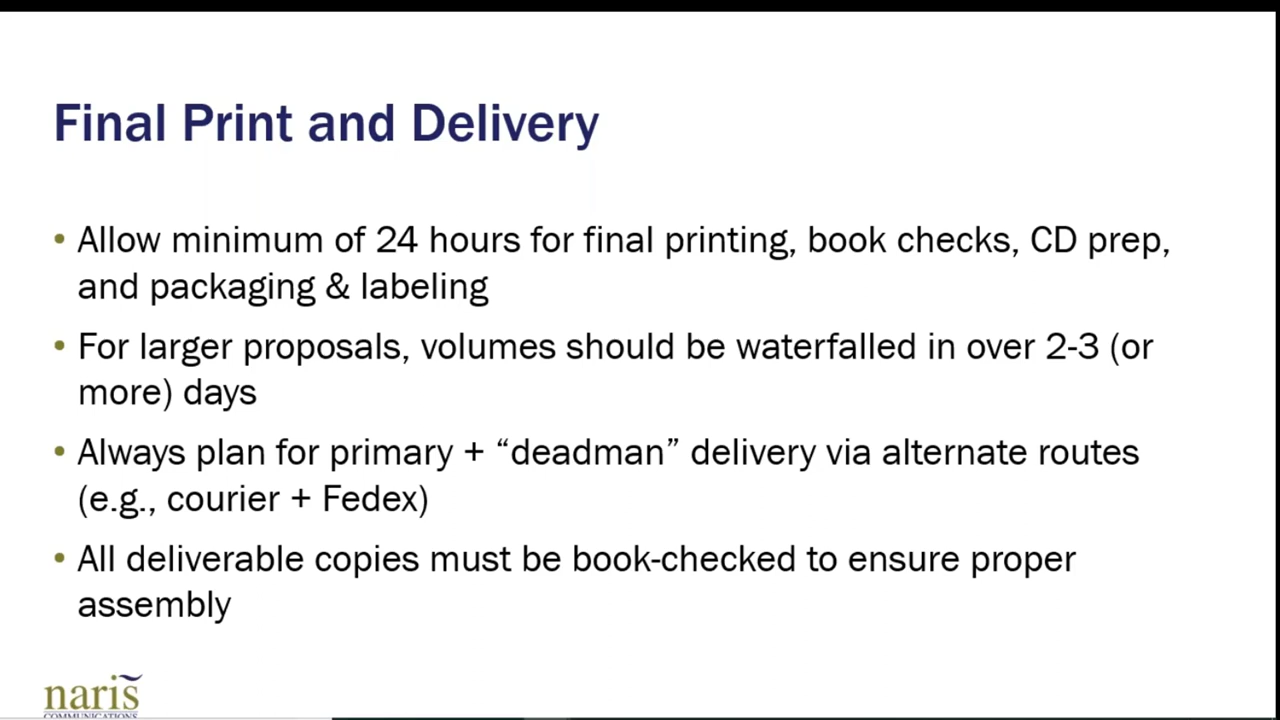 Final Print and Delivery
• Allow minimum of 24 hours for final printing, book checks, CD prep,
and packaging & labeling
• For larger proposals, volumes should be waterfalled in over 2-3 (or
more) days
• Always plan for primary + “deadman” delivery via alternate routes
(e.g., courier + Fedex)
• All deliverable copies must be book-checked to ensure proper
assembly
naris
COMMUNICATIONS